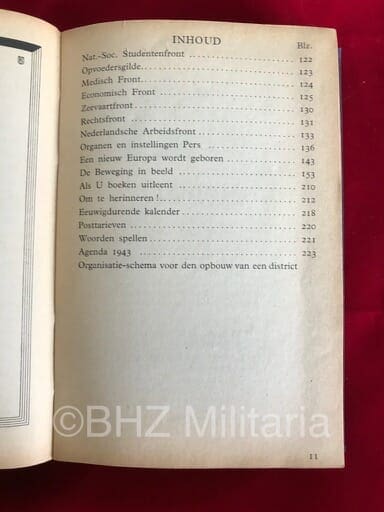 INHOUD
Blz.
Nat.-Soc. Studentenfront ........................ 122
Opvoedersgilde.................................... 123
Medisch Front..................................... 124
Economisch Front ................................. 125
Zeevaartfront .................................... 130
Rechtsfront....................................... 131
Nederlandsche Arbeidsfront........................ 133
Organen en instellingen Pers ..................... 136
Een nieuw Europa wordt geboren ................... 143
De Beweging in beeld ............................. 153
Als U boeken uitleent ............................ 210
Om te herinneren!................................. 212
Eeuwigdurende kalender ........................... 218
Posttarieven ..................................... 220
Woorden spellen .................................. 221
Agenda 1943 ...................................... 223
Organisatie-schema voor den opbouw van een district
©BHZ Militaria
11